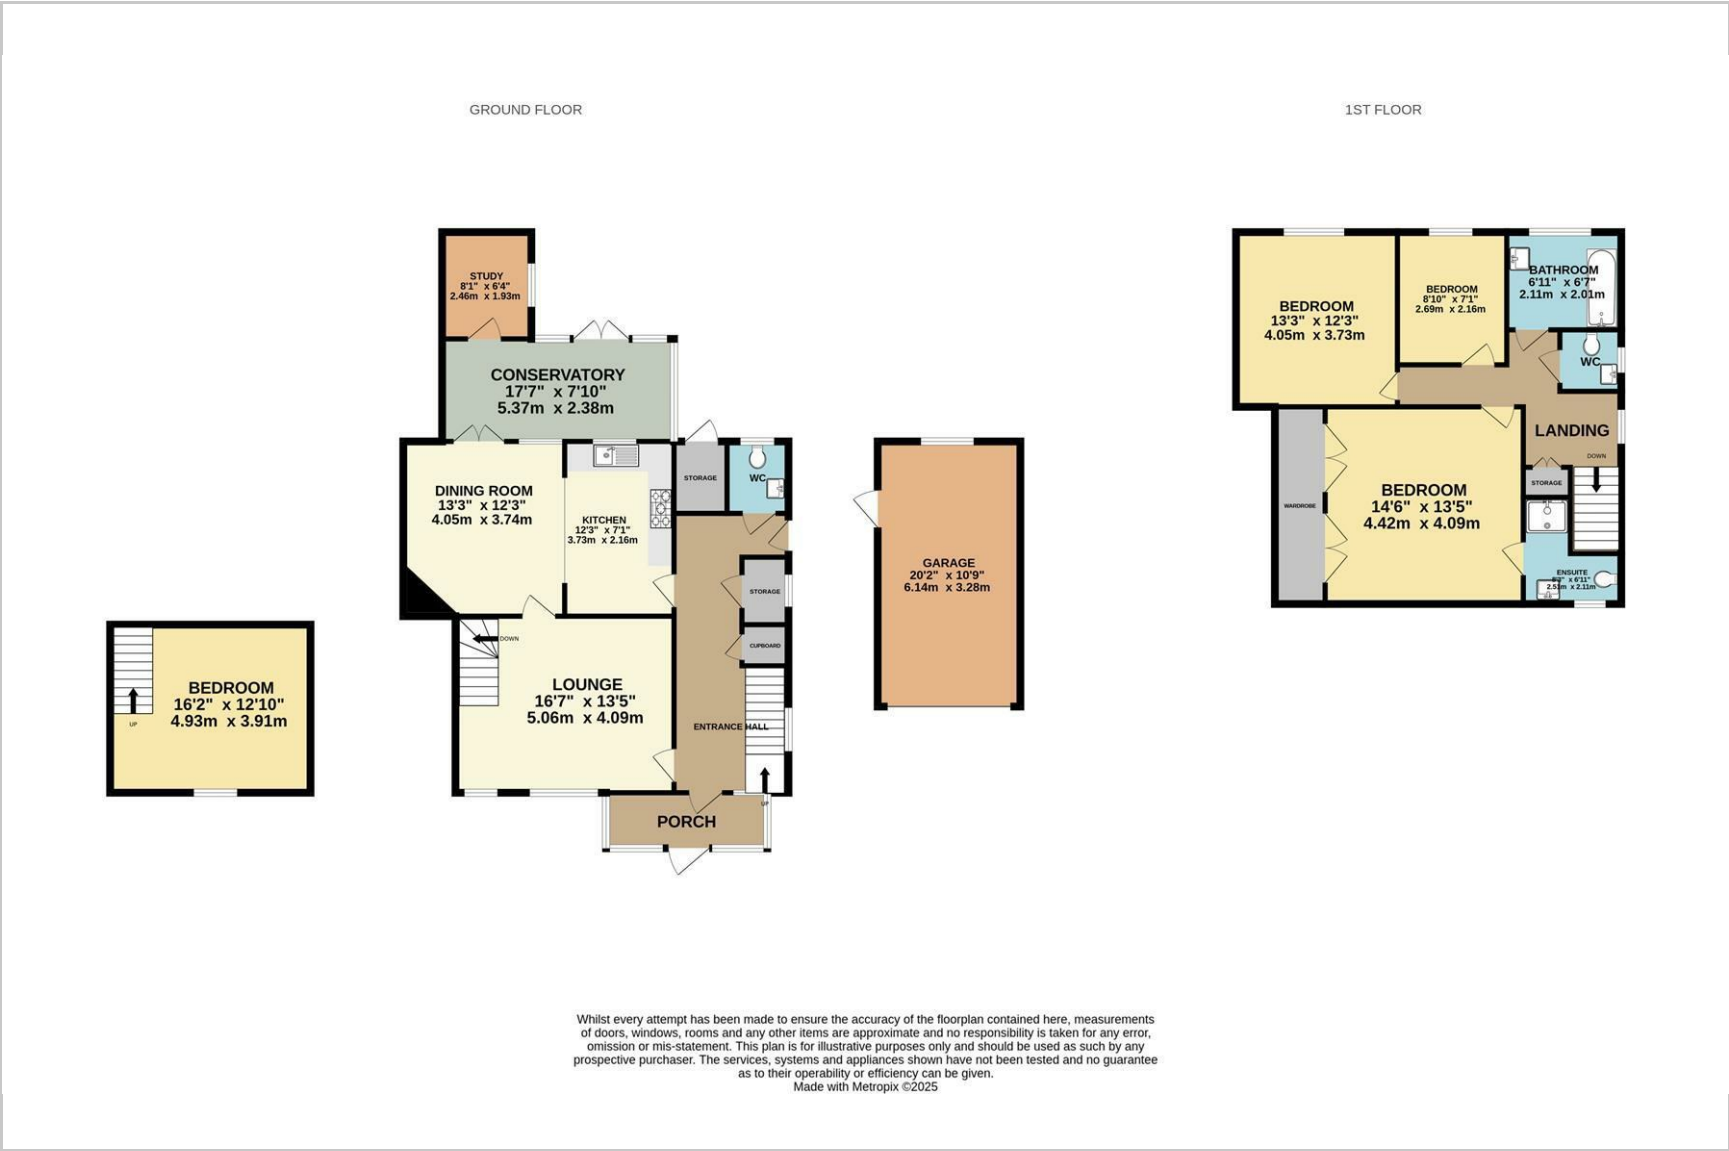 GROUND FLOOR
1ST FLOOR
STUDY
8'1" x 6'4"
2.46m x 1.93m
CONSERVATORY
17'7" x 7'10"
5.37m x 2.38m
DINING ROOM
13'3" x 12'3"
4.05m x 3.74m
KITCHEN
12'3" x 7'1"
3.73m x 2.16m
STORAGE
WC
STORAGE
CUPBOARD
DOWN
LOUNGE
16'7" x 13'5"
5.06m x 4.09m
ENTRANCE HALL
UP
PORCH
BEDROOM
16'2" x 12'10"
4.93m x 3.91m
UP
GARAGE
20'2" x 10'9"
6.14m x 3.28m
BEDROOM
13'3" x 12'3"
4.05m x 3.73m
BEDROOM
8'10" x 7'1"
2.69m x 2.16m
BATHROOM
6'11" x 6'7"
2.11m x 2.01m
WC
LANDING
DOWN
STORAGE
WARDROBE
BEDROOM
14'6" x 13'5"
4.42m x 4.09m
ENSUITE
x 6'11"
x 2.11m
Whilst every attempt has been made to ensure the accuracy of the floorplan contained here, measurements
of doors, windows, rooms and any other items are approximate and no responsibility is taken for any error,
omission or mis-statement. This plan is for illustrative purposes only and should be used as such by any
prospective purchaser. The services, systems and appliances shown have not been tested and no guarantee
as to their operability or efficiency can be given.
Made with Metropix ©2025